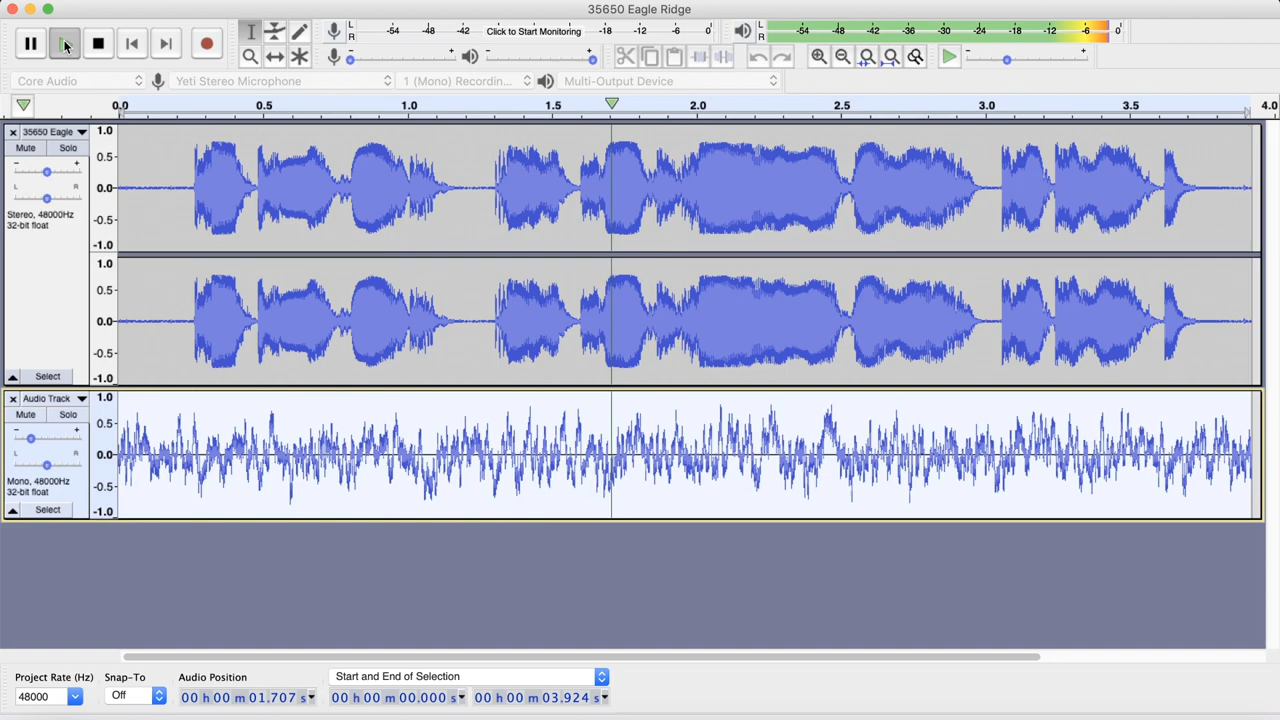 35650 Eagle Ridge
L
R
-54 -48 -42 Click to Start Monitoring -18 -12 -6 0
L
R
-54 -48 -42 -36 -30 -24 -18 -12 -6 0
- + - +
- +
Core Audio Yeti Stereo Microphone 1 (Mono) Recordin... Multi-Output Device
0.0 0.5 1.0 1.5 2.0 2.5 3.0 3.5 4.0
35650 Eagle
Mute Solo
- +
L R
Stereo, 48000Hz
32-bit float
Select
1.0
0.5
0.0
-0.5
-1.0
1.0
0.5
0.0
-0.5
-1.0
Audio Track
Mute Solo
- +
L R
Mono, 48000Hz
32-bit float
Select
1.0
0.5
0.0
-0.5
-1.0
Project Rate (Hz) Snap-To Audio Position Start and End of Selection
48000 Off 00 h 00 m 01.707 s 00 h 00 m 00.000 s 00 h 00 m 03.924 s